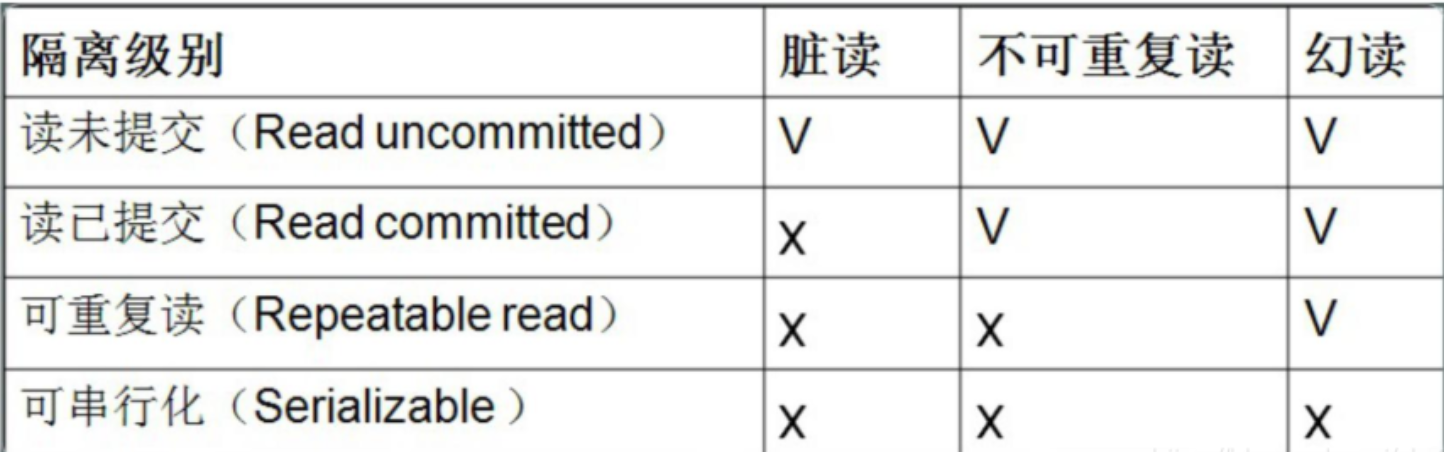 隔离级别 脏读 不可重复读 幻读
读未提交（Read uncommitted） V V V
读已提交（Read committed） x V V
可重复读（Repeatable read） x x V
可串行化（Serializable ） x x x